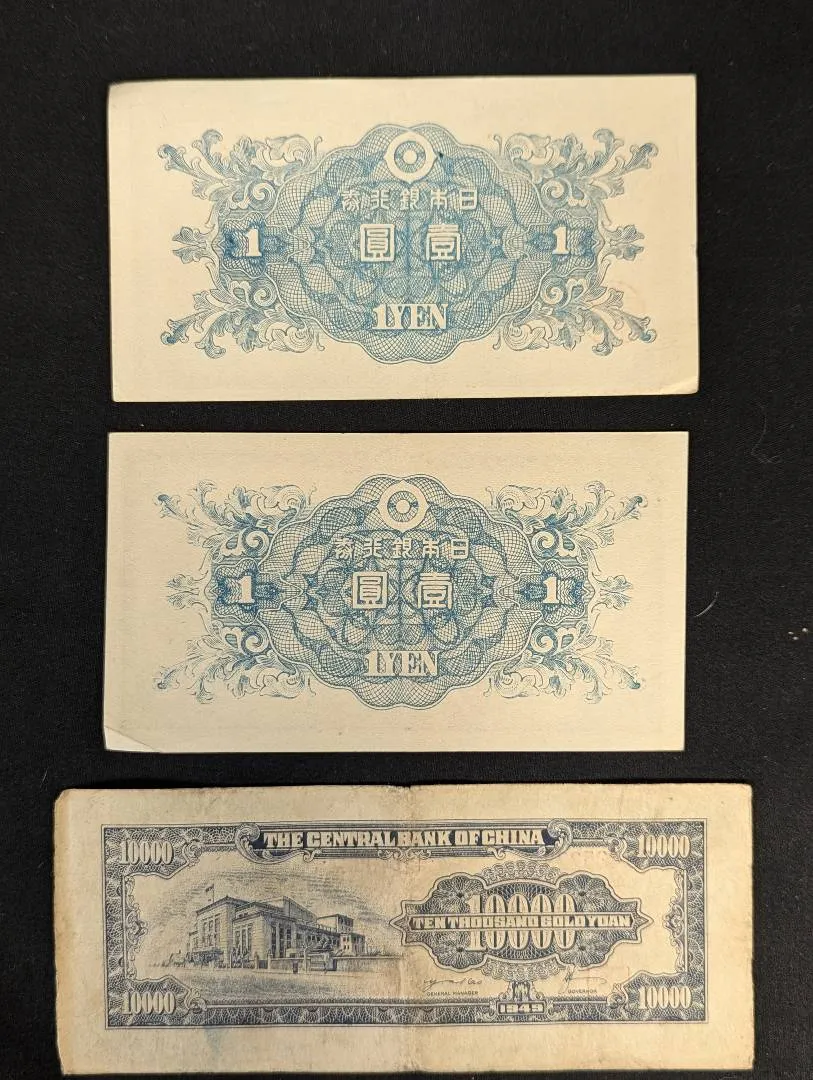 日本銀行券
1 壹圓 1
1 YEN
日本銀行券
1 壹圓 1
1 YEN
THE CENTRAL BANK OF CHINA
10000 10000
10000
TEN THOUSAND GOLD YUAN
GENERAL MANAGER GOVERNOR
10000 1949 10000